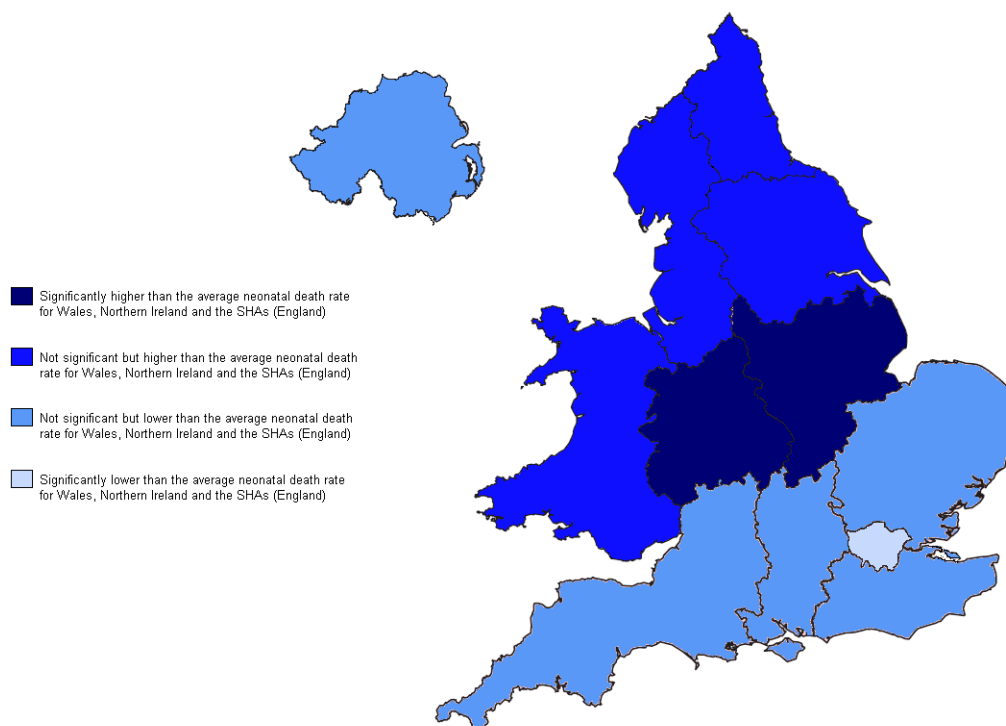 Significantly higher than the average neonatal death rate
for Wales, Northern Ireland and the SHAs (England)
Not significant but higher than the average neonatal death
rate for Wales, Northern Ireland and the SHAs (England)
Not significant but lower than the average neonatal death
rate for Wales, Northern Ireland and the SHAs (England)
Significantly lower than the average neonatal death rate
for Wales, Northern Ireland and the SHAs (England)